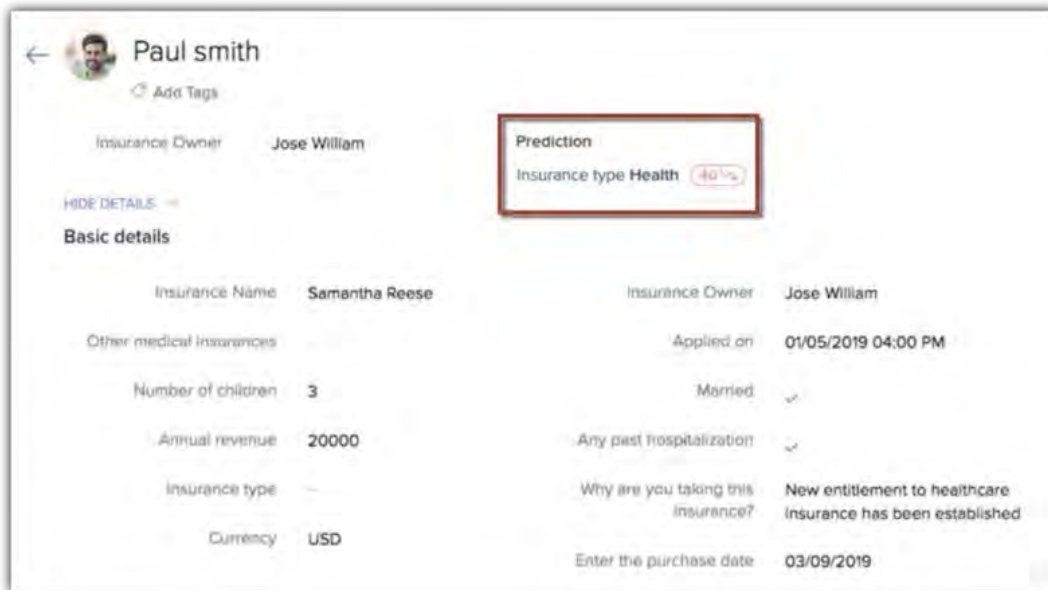 Paul smith
Add Tags
Insurance Owner Jose William
Prediction
Insurance type Health 40
HIDE DETAILS
Basic details
Insurance Name Samantha Reese Insurance Owner Jose William
Other medical insurances Applied on 01/05/2019 04:00 PM
Number of children 3 Married
Annual revenue 20000 Any past hospitalization
Insurance type – Why are you taking this New entitlement to healthcare
insurance? Insurance has been established
Currency USD
Enter the purchase date 03/09/2019